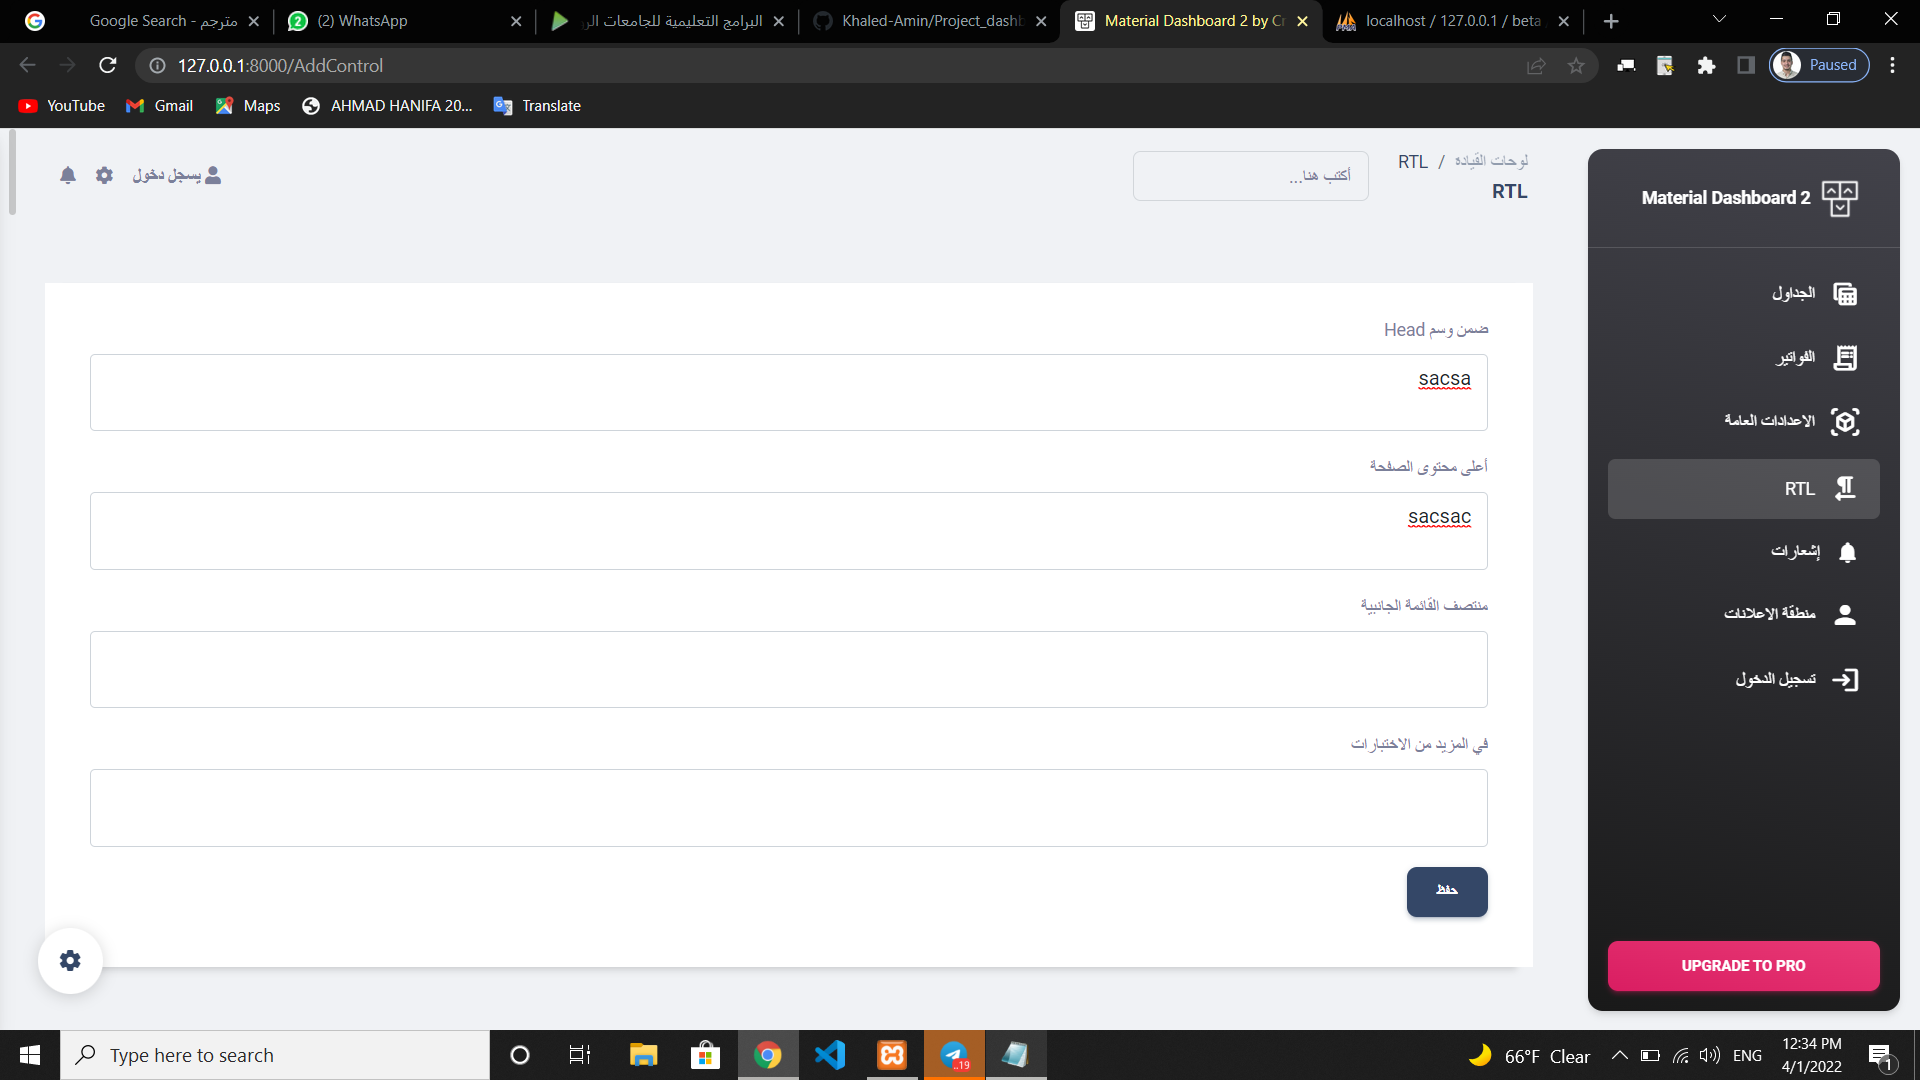 Google Search - مترجم
(2) WhatsApp
البرامج التعليمية للجامعات الر
Khaled-Amin/Project_dashb
Material Dashboard 2 by Cr
localhost / 127.0.0.1 / beta
127.0.0.1:8000/AddControl
Paused
YouTube
Gmail
Maps
AHMAD HANIFA 20...
Translate
لوحات القيادة / RTL
RTL
أكتب هنا...
يسجل دخول
Material Dashboard 2
الجداول
الفواتير
الاعدادات العامة
RTL
إشعارات
منطقة الاعلانات
تسجيل الدخول
UPGRADE TO PRO
ضمن وسم Head
sacsa
أعلى محتوى الصفحة
sacsac
منتصف القائمة الجانبية
في المزيد من الاختبارات
حفظ
Type here to search
..19
66°F Clear
ENG
12:34 PM
4/1/2022
1